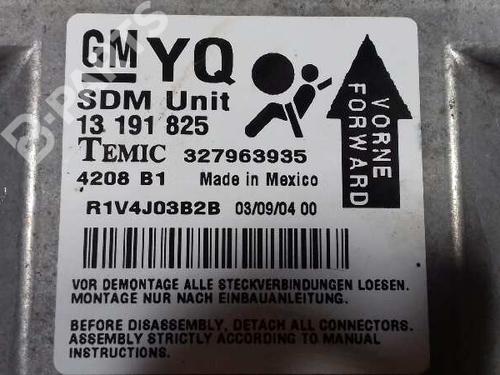 GM YQ
SDM Unit
13 191 825
TEMIC 327963935
4208 B1 Made in Mexico
R1V4J03B2B 03/09/04 00
VORNE
FORWARD
VOR DEMONTAGE ALLE STECKVERBINDUNGEN LOESEN.
MONTAGE NUR NACH EINBAUANLEITUNG.
BEFORE DISASSEMBLY, DETACH ALL CONNECTORS.
ASSEMBLY STRICTLY ACCORDING TO MANUAL
INSTRUCTIONS.
B-PARTS